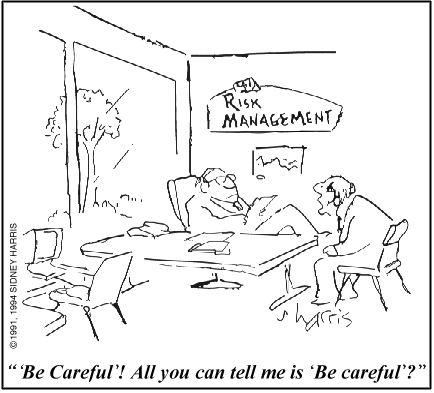 RISK
MANAGEMENT
© 1991, 1994 SIDNEY HARRIS
s. harris
“‘Be Careful’! All you can tell me is ‘Be careful’?”